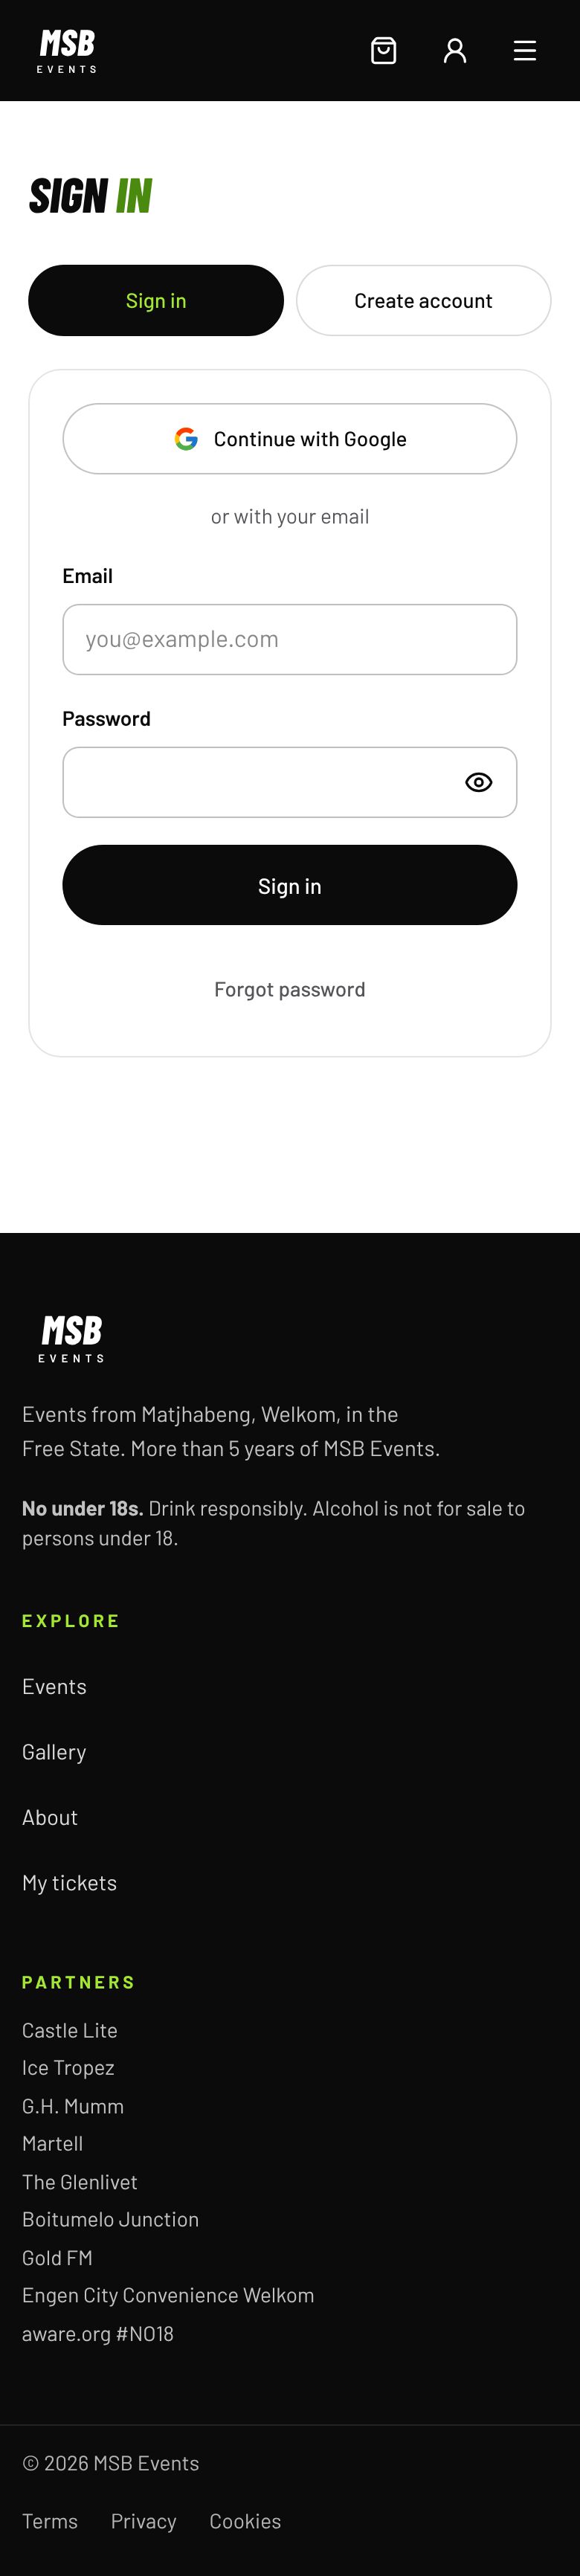 MSB
EVENTS
SIGN IN
Sign in
Create account
Continue with Google
or with your email
Email
you@example.com
Password
Sign in
Forgot password
MSB
EVENTS
Events from Matjhabeng, Welkom, in the
Free State. More than 5 years of MSB Events.
No under 18s. Drink responsibly. Alcohol is not for sale to
persons under 18.
EXPLORE
Events
Gallery
About
My tickets
PARTNERS
Castle Lite
Ice Tropez
G.H. Mumm
Martell
The Glenlivet
Boitumelo Junction
Gold FM
Engen City Convenience Welkom
aware.org #NO18
© 2026 MSB Events
Terms Privacy Cookies